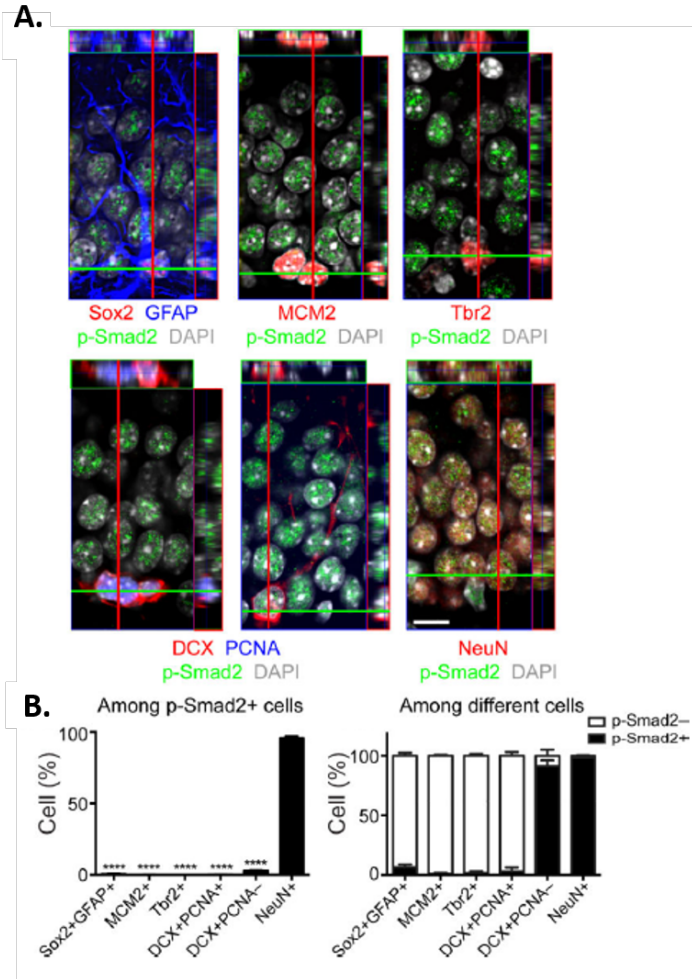 A.
Sox2 GFAP
p-Smad2 DAPI
MCM2
p-Smad2 DAPI
Tbr2
p-Smad2 DAPI
DCX PCNA
p-Smad2 DAPI
NeuN
p-Smad2 DAPI
B.
Among p-Smad2+ cells
Cell (%)
100
50
0
**** **** **** **** ****
Sox2+GFAP+
MCM2+
Tbr2+
DCX+PCNA+
DCX+PCNA–
NeuN+
Among different cells
p-Smad2–
p-Smad2+
Cell (%)
100
50
0
Sox2+GFAP+
MCM2+
Tbr2+
DCX+PCNA+
DCX+PCNA–
NeuN+